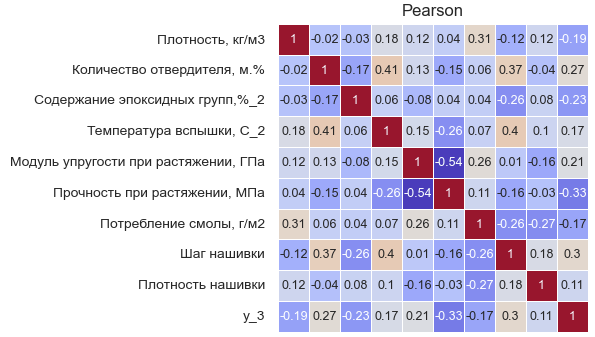 Pearson
Плотность, кг/м3 1 -0.02 -0.03 0.18 0.12 0.04 0.31 -0.12 0.12 -0.19
Количество отвердителя, м.% -0.02 1 -0.17 0.41 0.13 -0.15 0.06 0.37 -0.04 0.27
Содержание эпоксидных групп,%_2 -0.03 -0.17 1 0.06 -0.08 0.04 0.04 -0.26 0.08 -0.23
Температура вспышки, С_2 0.18 0.41 0.06 1 0.15 -0.26 0.07 0.4 0.1 0.17
Модуль упругости при растяжении, ГПа 0.12 0.13 -0.08 0.15 1 -0.54 0.26 0.01 -0.16 0.21
Прочность при растяжении, МПа 0.04 -0.15 0.04 -0.26 -0.54 1 0.11 -0.16 -0.03 -0.33
Потребление смолы, г/м2 0.31 0.06 0.04 0.07 0.26 0.11 1 -0.26 -0.27 -0.17
Шаг нашивки -0.12 0.37 -0.26 0.4 0.01 -0.16 -0.26 1 0.18 0.3
Плотность нашивки 0.12 -0.04 0.08 0.1 -0.16 -0.03 -0.27 0.18 1 0.11
y_3 -0.19 0.27 -0.23 0.17 0.21 -0.33 -0.17 0.3 0.11 1